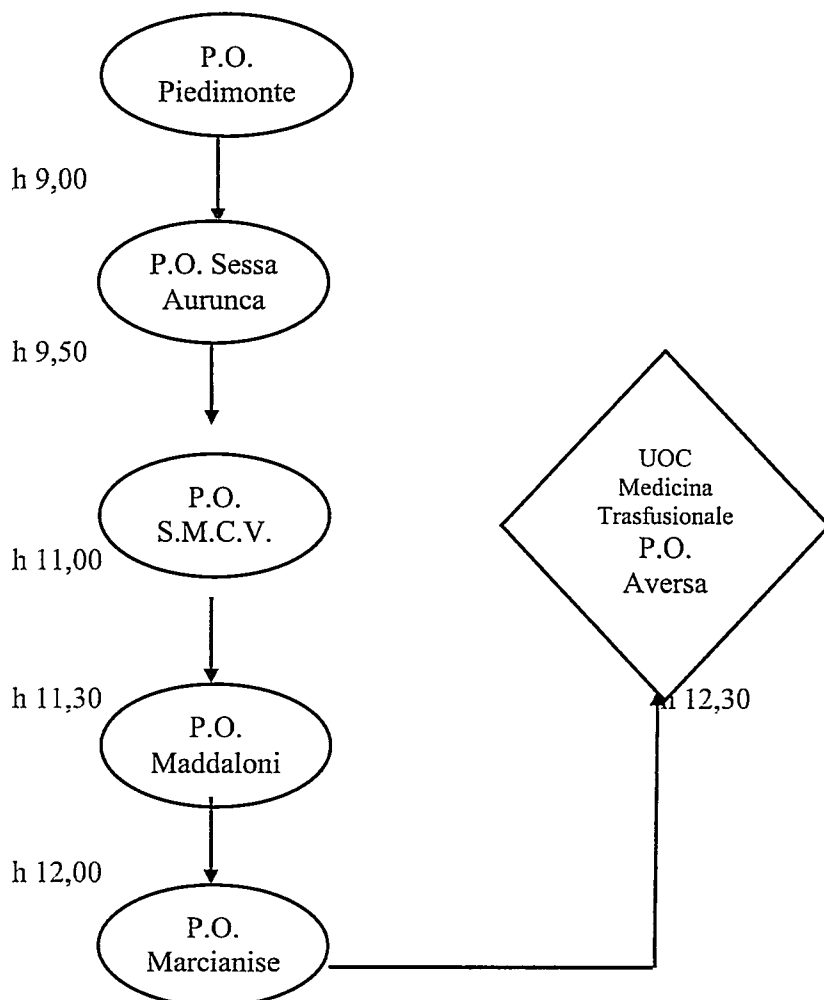 P.O.
Piedimonte
h 9,00
P.O. Sessa
Aurunca
h 9,50
P.O.
S.M.C.V.
h 11,00
UOC
Medicina
Trasfusionale
P.O.
Aversa
h 11,30
h 12,30
P.O.
Maddaloni
h 12,00
P.O.
Marcianise